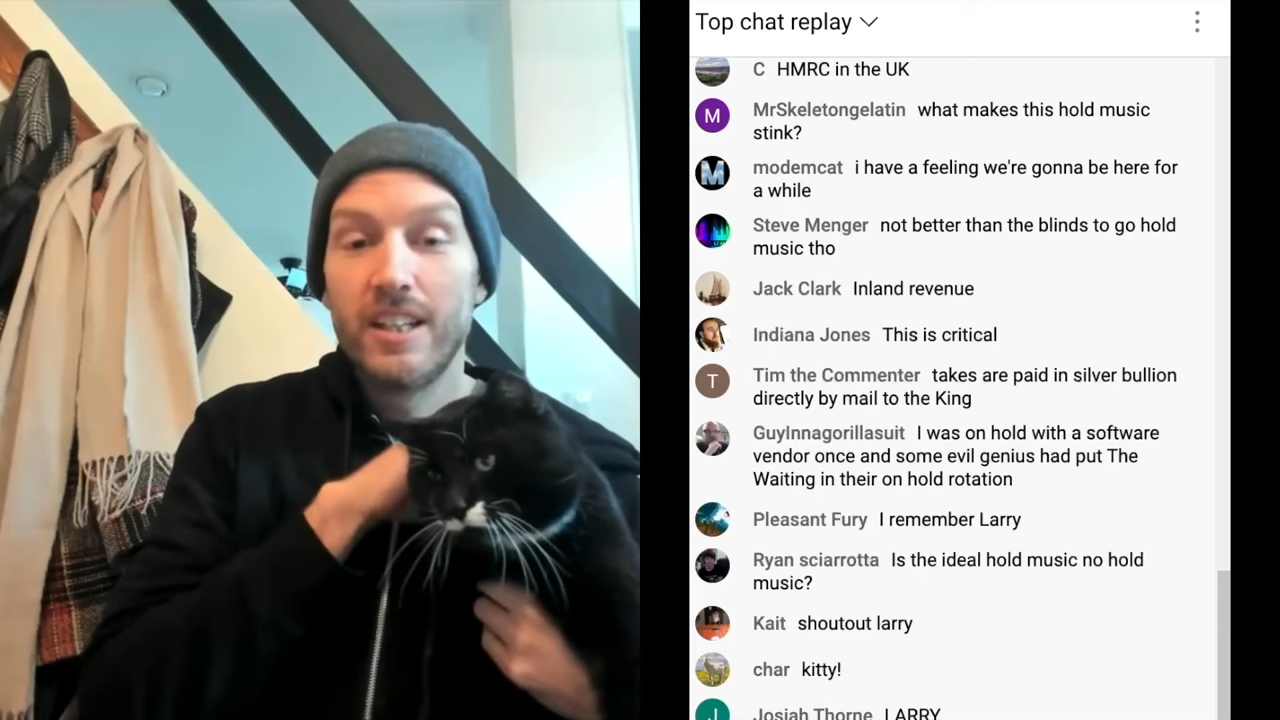 Top chat replay
C HMRC in the UK
M MrSkeletongelatin what makes this hold music
stink?
M modemcat i have a feeling we're gonna be here for
a while
Steve Menger not better than the blinds to go hold
music tho
Jack Clark Inland revenue
Indiana Jones This is critical
T Tim the Commenter takes are paid in silver bullion
directly by mail to the King
GuyInnagorillasuit I was on hold with a software
vendor once and some evil genius had put The
Waiting in their on hold rotation
Pleasant Fury I remember Larry
Ryan sciarrotta Is the ideal hold music no hold
music?
Kait shoutout larry
char kitty!
J Josiah Thorne LARRY